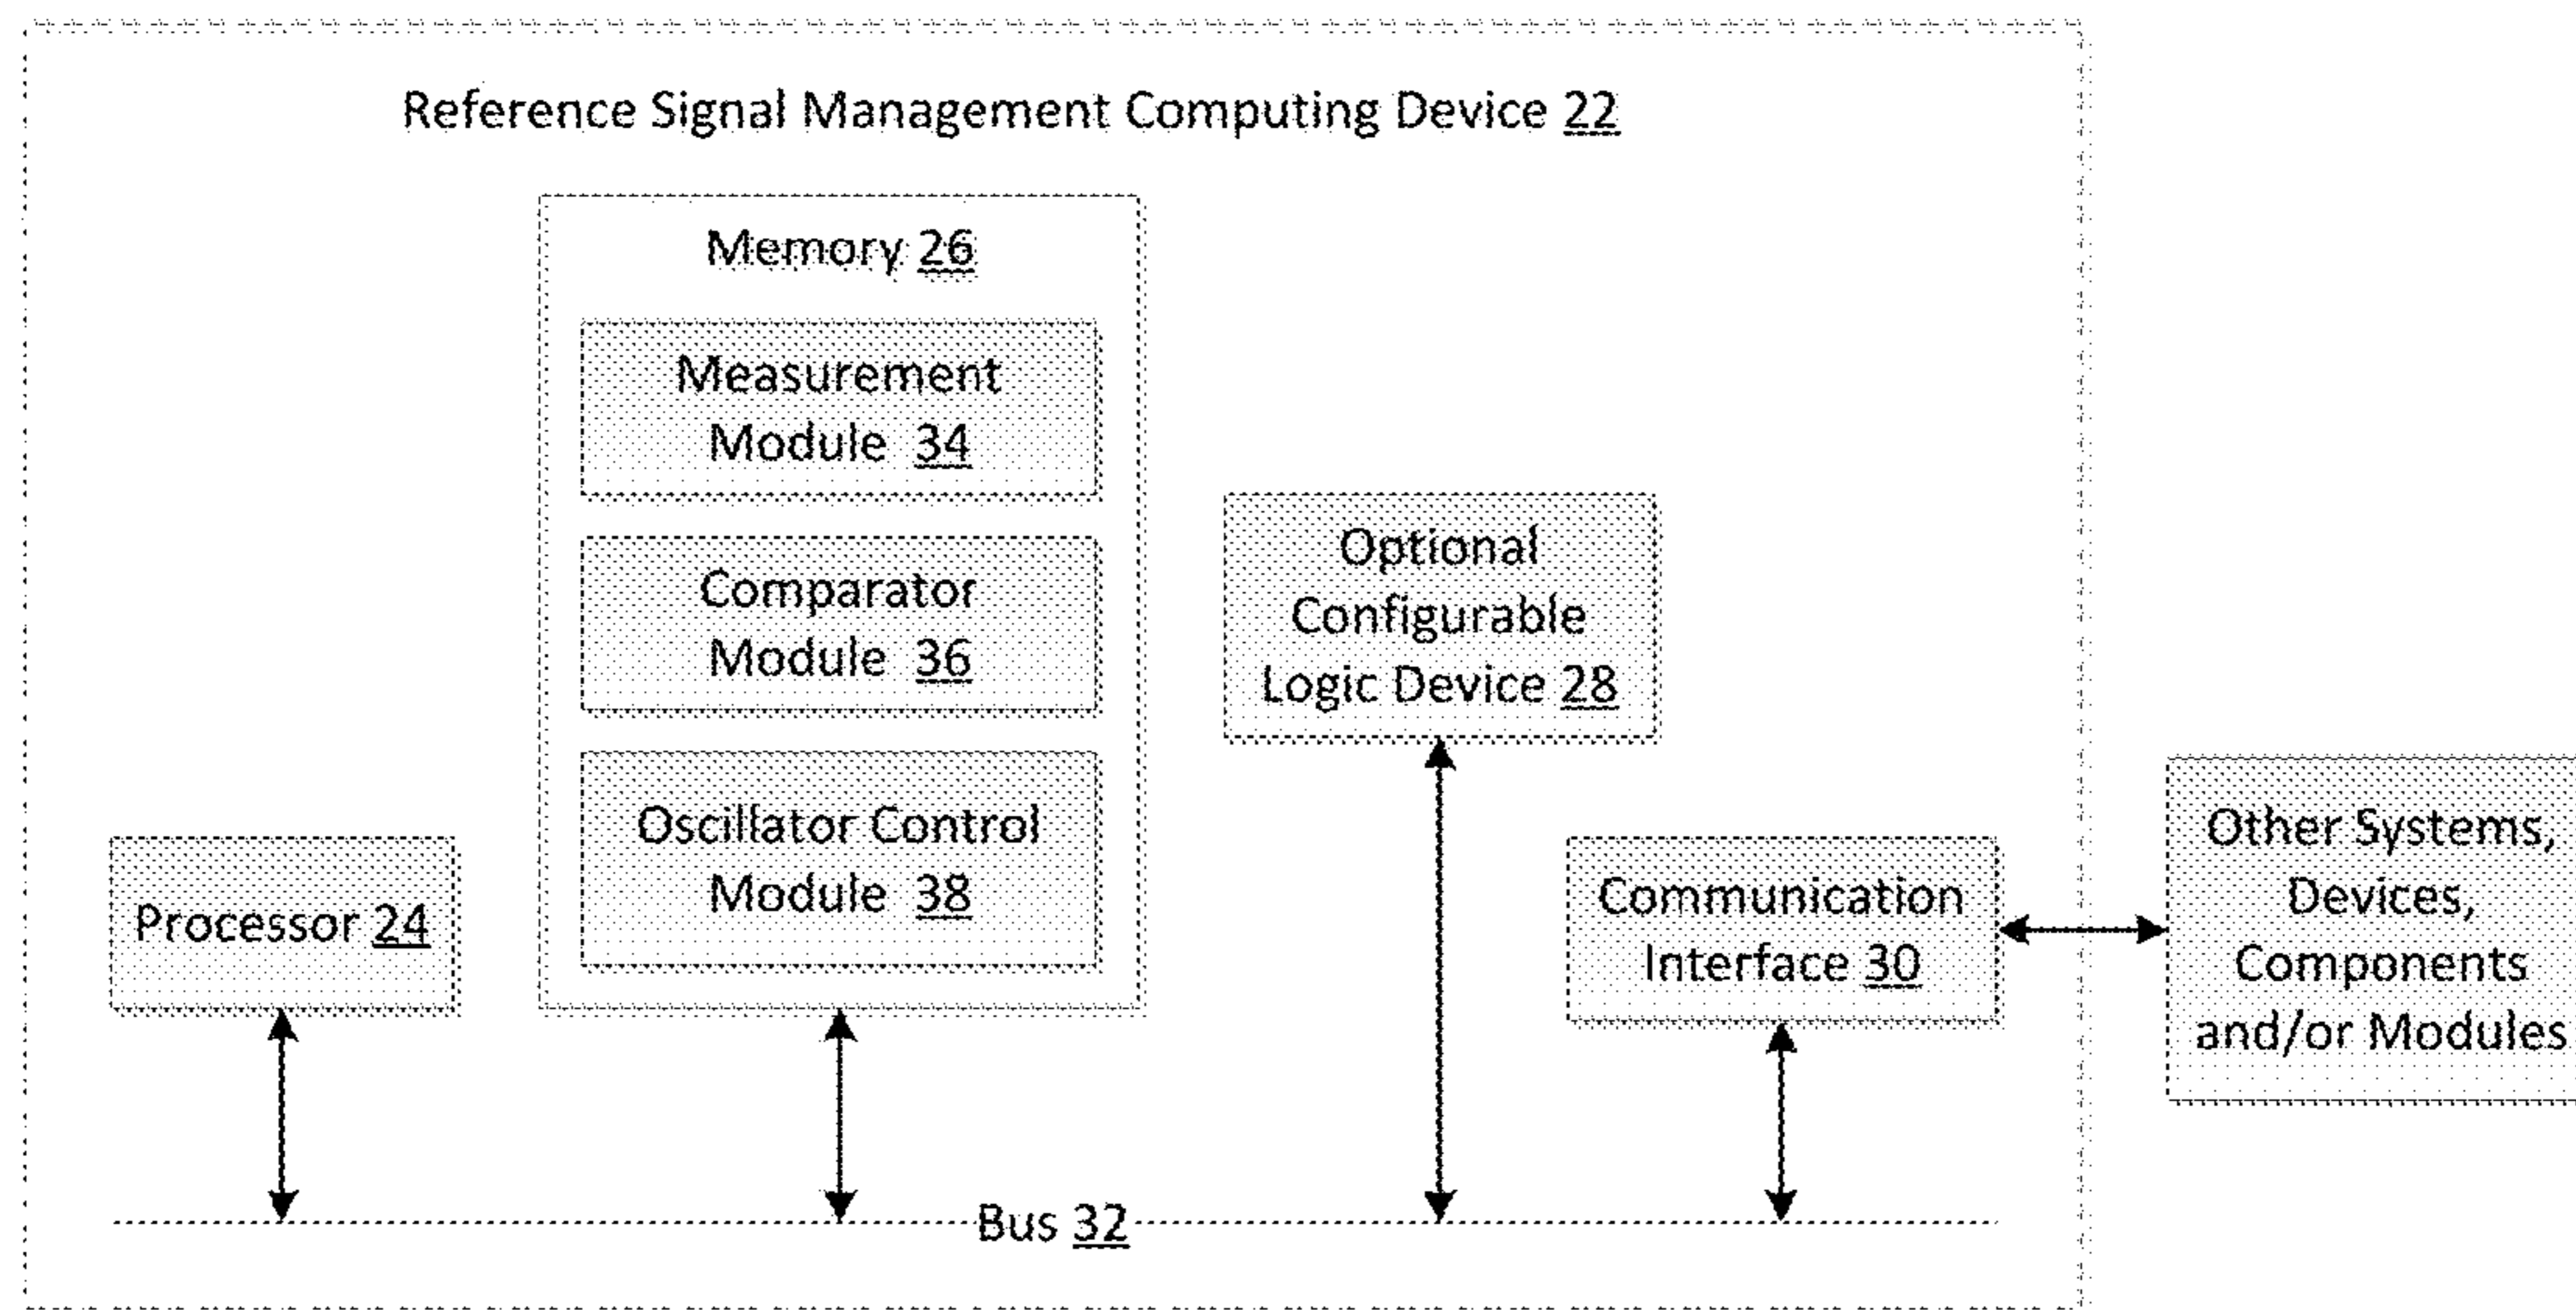 Reference Signal Management Computing Device 22
Memory 26
Measurement
Module 34
Comparator
Module 36
Oscillator Control
Module 38
Processor 24
Optional
Configurable
Logic Device 28
Communication
Interface 30
Other Systems,
Devices,
Components
and/or Modules
Bus 32